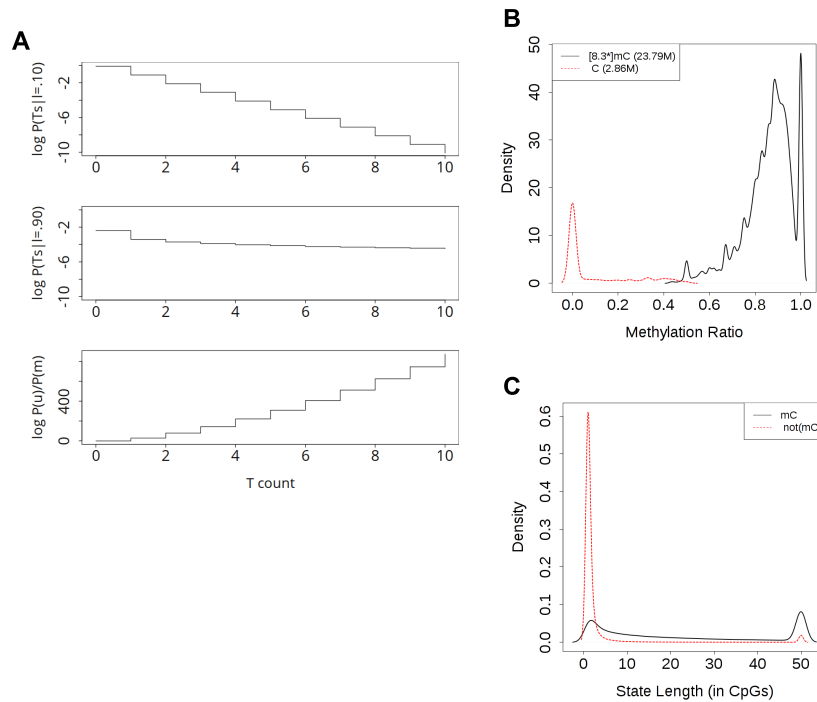 A
log P(Ts|I=.10)
-2
-6
-10
0 2 4 6 8 10
log P(Ts|I=.90)
-2
-6
-10
0 2 4 6 8 10
log P(u)/P(m)
400
0
0 2 4 6 8 10
T count
B
[8.3*]mC (23.79M)
C (2.86M)
Density
50
40
30
20
10
0
0.0 0.2 0.4 0.6 0.8 1.0
Methylation Ratio
C
mC
not(mC
Density
0.6
0.5
0.4
0.3
0.2
0.1
0.0
0 10 20 30 40 50
State Length (in CpGs)